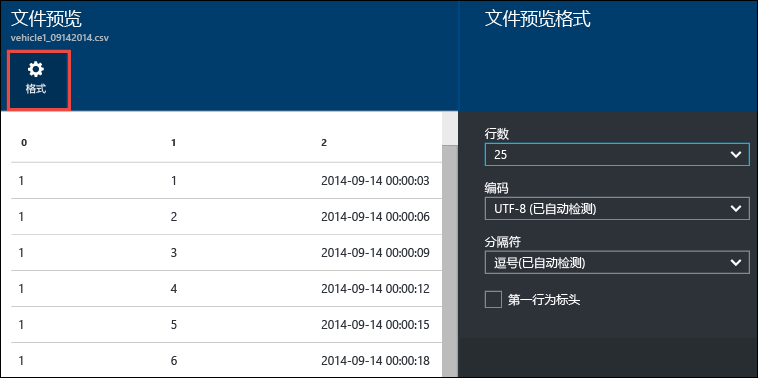 文件预览
vehicle1_09142014.csv
格式
0 1 2
1 1 2014-09-14 00:00:03
1 2 2014-09-14 00:00:06
1 3 2014-09-14 00:00:09
1 4 2014-09-14 00:00:12
1 5 2014-09-14 00:00:15
1 6 2014-09-14 00:00:18
文件预览格式
行数
25
编码
UTF-8 (已自动检测)
分隔符
逗号(已自动检测)
第一行为标头